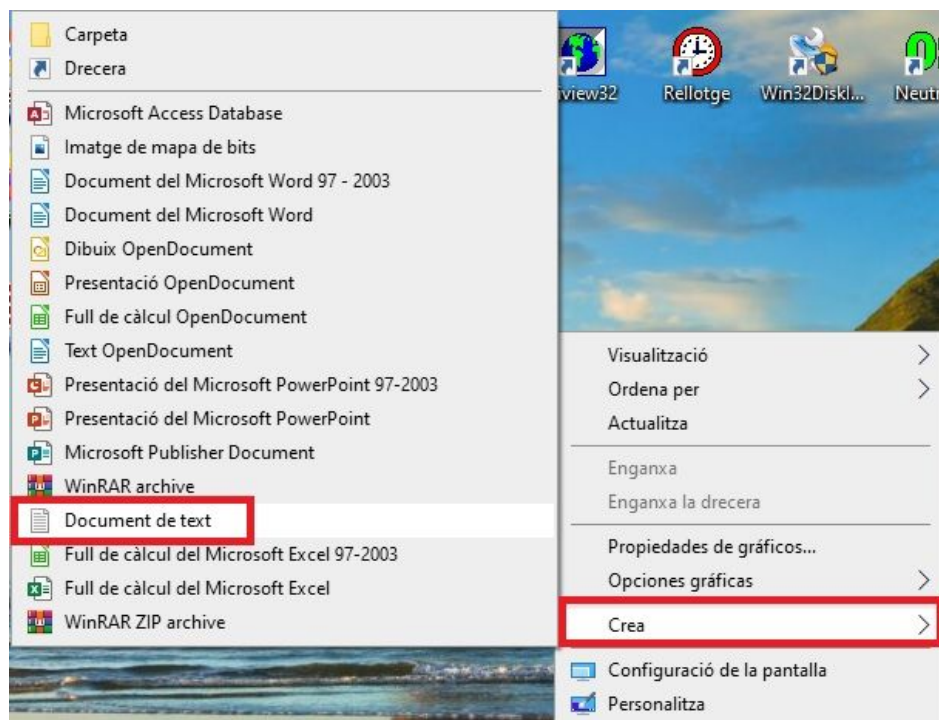 Carpeta
Drecera
Microsoft Access Database
Imatge de mapa de bits
Document del Microsoft Word 97 - 2003
Document del Microsoft Word
Dibuix OpenDocument
Presentació OpenDocument
Full de càlcul OpenDocument
Text OpenDocument
Presentació del Microsoft PowerPoint 97-2003
Presentació del Microsoft PowerPoint
Microsoft Publisher Document
WinRAR archive
Document de text
Full de càlcul del Microsoft Excel 97-2003
Full de càlcul del Microsoft Excel
WinRAR ZIP archive
view32 Rellotge Win32DiskI... Neutr
Visualització
Ordena per
Actualitza
Enganxa
Enganxa la drecera
Propiedades de gráficos...
Opciones gráficas
Crea
Configuració de la pantalla
Personalitza